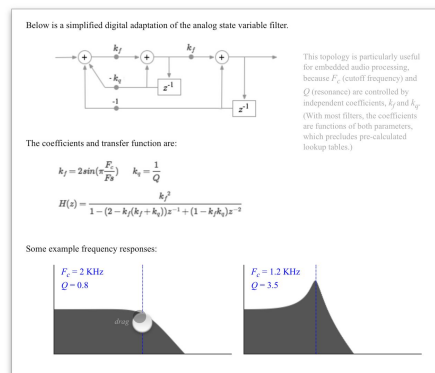 Below is a simplified digital adaptation of the analog state variable filter.
k_f
k_f
+
+
+
- k_q
z^-1
-1
z^-1
This topology is particularly useful
for embedded audio processing,
because F_c (cutoff frequency) and
Q (resonance) are controlled by
independent coefficients, k_f and k_q.
(With most filters, the coefficients
are functions of both parameters,
which precludes pre-calculated
lookup tables.)
The coefficients and transfer function are:
k_f = 2sin(π F_c/Fs) k_q = 1/Q
H(z) = k_f^2 / (1 − (2 − k_f(k_f + k_q))z^−1 + (1 − k_f k_q)z^−2)
Some example frequency responses:
F_c = 2 KHz
Q = 0.8
drag
F_c = 1.2 KHz
Q = 3.5